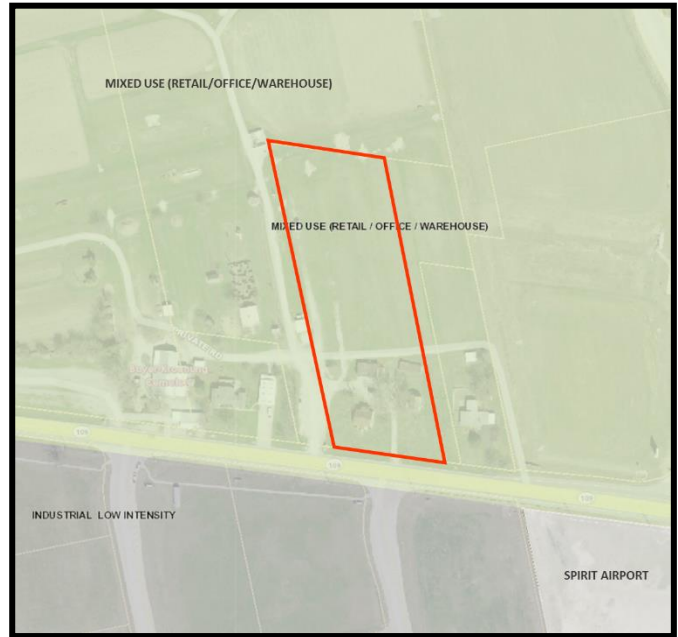 MIXED USE (RETAIL/OFFICE/WAREHOUSE)
MIXED USE (RETAIL / OFFICE / WAREHOUSE)
INDUSTRIAL LOW INTENSITY
SPIRIT AIRPORT